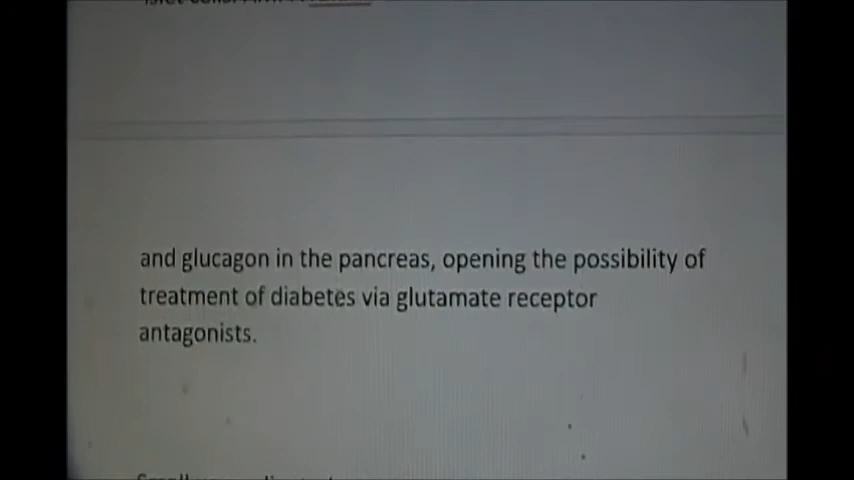 and glucagon in the pancreas, opening the possibility of
treatment of diabetes via glutamate receptor
antagonists.